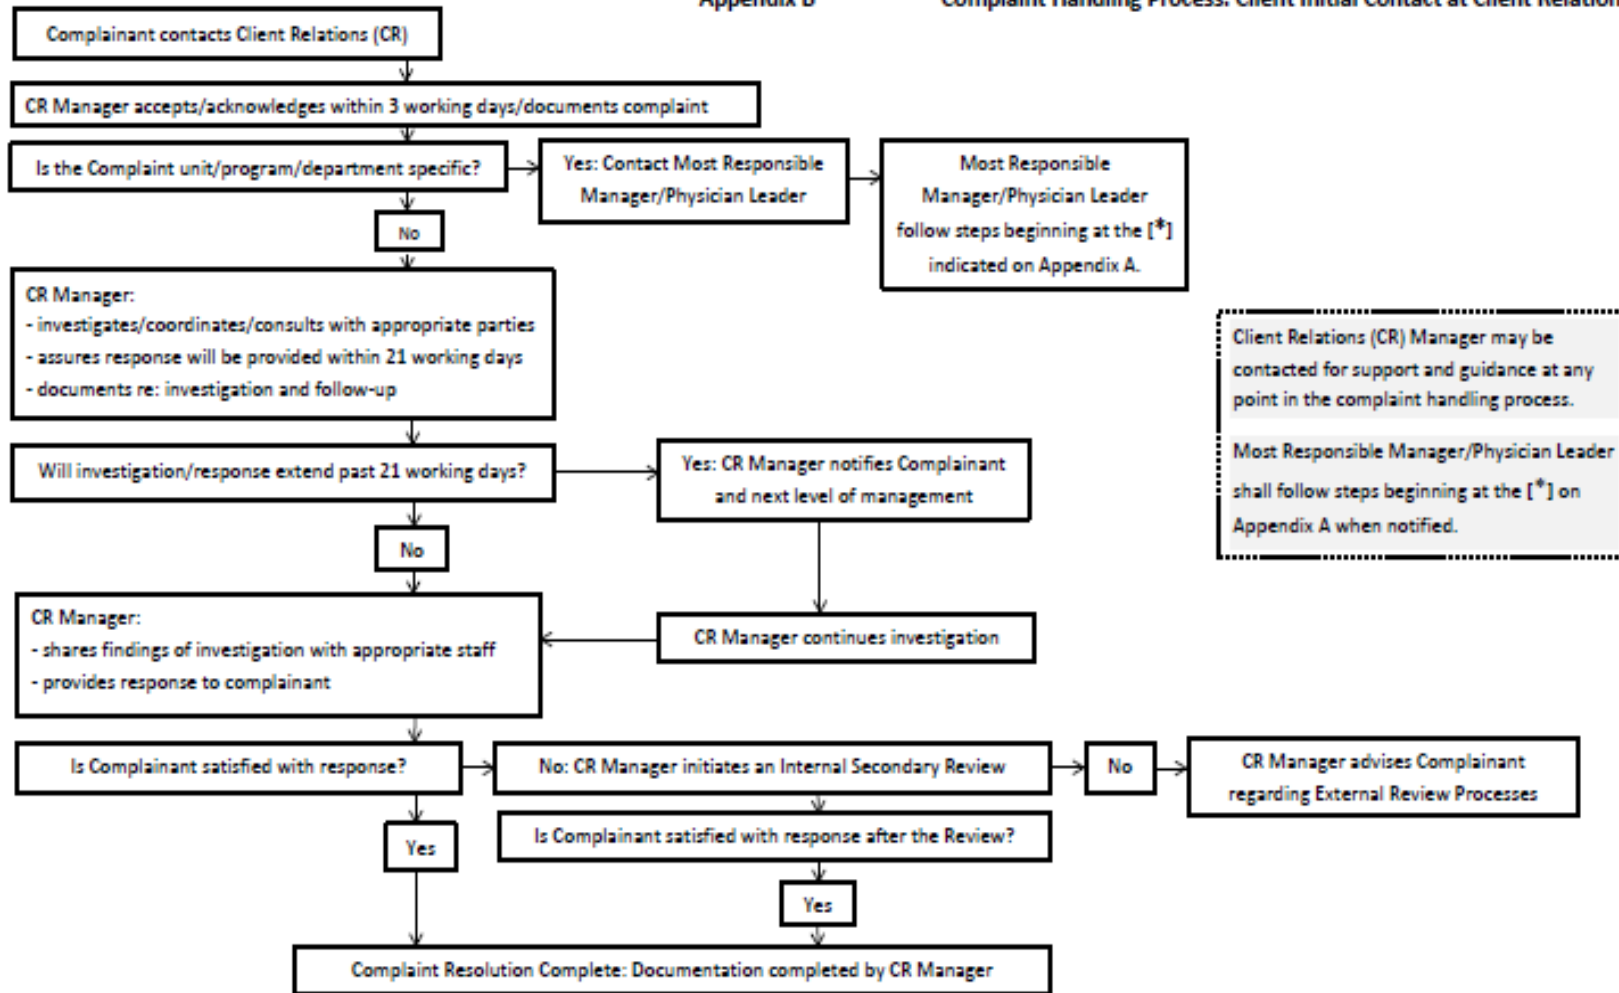 Appendix B Complaint Handling Process: Client Initial Contact at Client Relation
Complainant contacts Client Relations (CR)
CR Manager accepts/acknowledges within 3 working days/documents complaint
Is the Complaint unit/program/department specific?
Yes: Contact Most Responsible
Manager/Physician Leader
Most Responsible
Manager/Physician Leader
follow steps beginning at the [*]
indicated on Appendix A.
No
CR Manager:
- investigates/coordinates/consults with appropriate parties
- assures response will be provided within 21 working days
- documents re: investigation and follow-up
Client Relations (CR) Manager may be
contacted for support and guidance at any
point in the complaint handling process.
Most Responsible Manager/Physician Leader
shall follow steps beginning at the [*] on
Appendix A when notified.
Will investigation/response extend past 21 working days?
Yes: CR Manager notifies Complainant
and next level of management
No
CR Manager continues investigation
CR Manager:
- shares findings of investigation with appropriate staff
- provides response to complainant
Is Complainant satisfied with response?
No: CR Manager initiates an Internal Secondary Review
No
CR Manager advises Complainant
regarding External Review Processes
Is Complainant satisfied with response after the Review?
Yes
Yes
Complaint Resolution Complete: Documentation completed by CR Manager